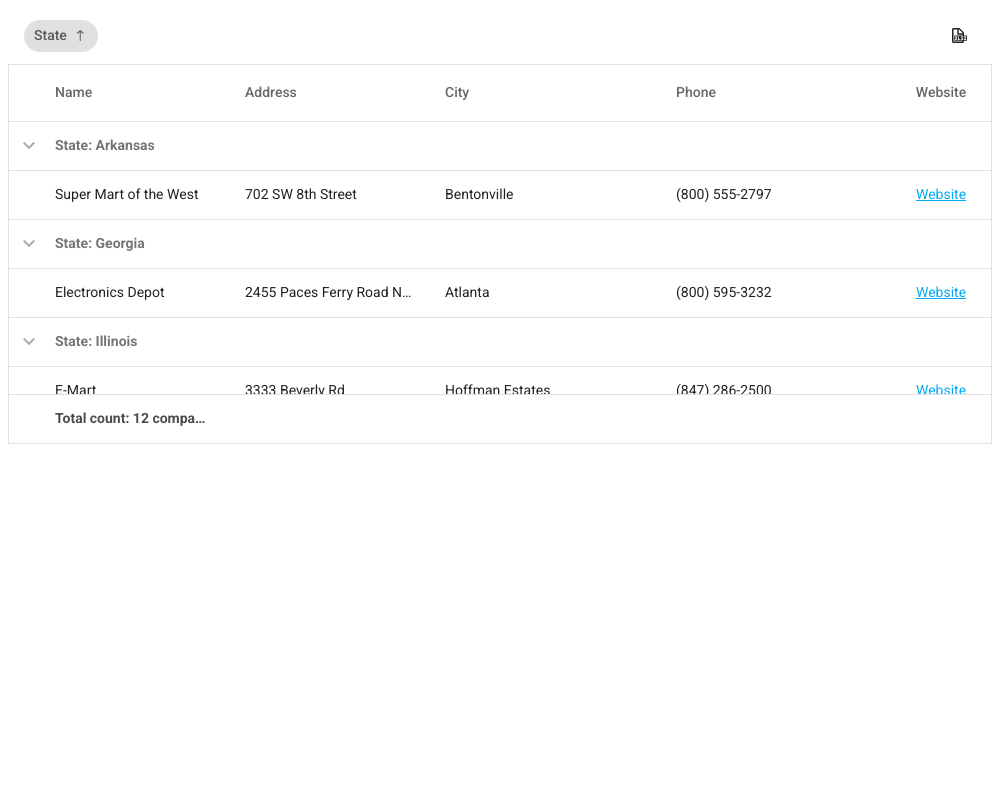 State ↑
Name Address City Phone Website
State: Arkansas
Super Mart of the West 702 SW 8th Street Bentonville (800) 555-2797 Website
State: Georgia
Electronics Depot 2455 Paces Ferry Road N... Atlanta (800) 595-3232 Website
State: Illinois
E-Mart 3333 Beverly Rd Hoffman Estates (847) 286-2500 Website
Total count: 12 compa...